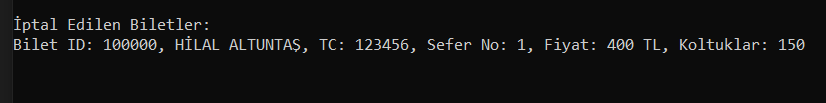 İptal Edilen Biletler:
Bilet ID: 100000, HİLAL ALTUNTAŞ, TC: 123456, Sefer No: 1, Fiyat: 400 TL, Koltuklar: 150